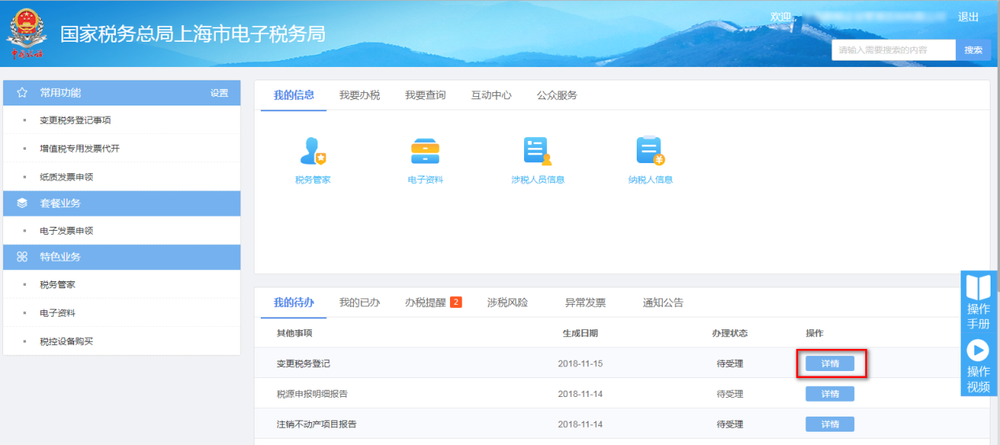 国家税务总局上海市电子税务局
中国税务
欢迎，
退出
请输入需要搜索的内容
搜索
常用功能
设置
变更税务登记事项
增值税专用发票代开
纸质发票申领
套餐业务
电子发票申领
特色业务
税务管家
电子资料
税控设备购买
我的信息 我要办税 我要查询 互动中心 公众服务
税务管家 电子资料 涉税人员信息 纳税人信息
我的待办 我的已办 办税提醒 2 涉税风险 异常发票 通知公告
其他事项 生成日期 办理状态 操作
变更税务登记 2018-11-15 待受理 详情
税源申报明细报告 2018-11-14 待受理 详情
注销不动产项目报告 2018-11-14 待受理 详情
操作
手册
操作
视频